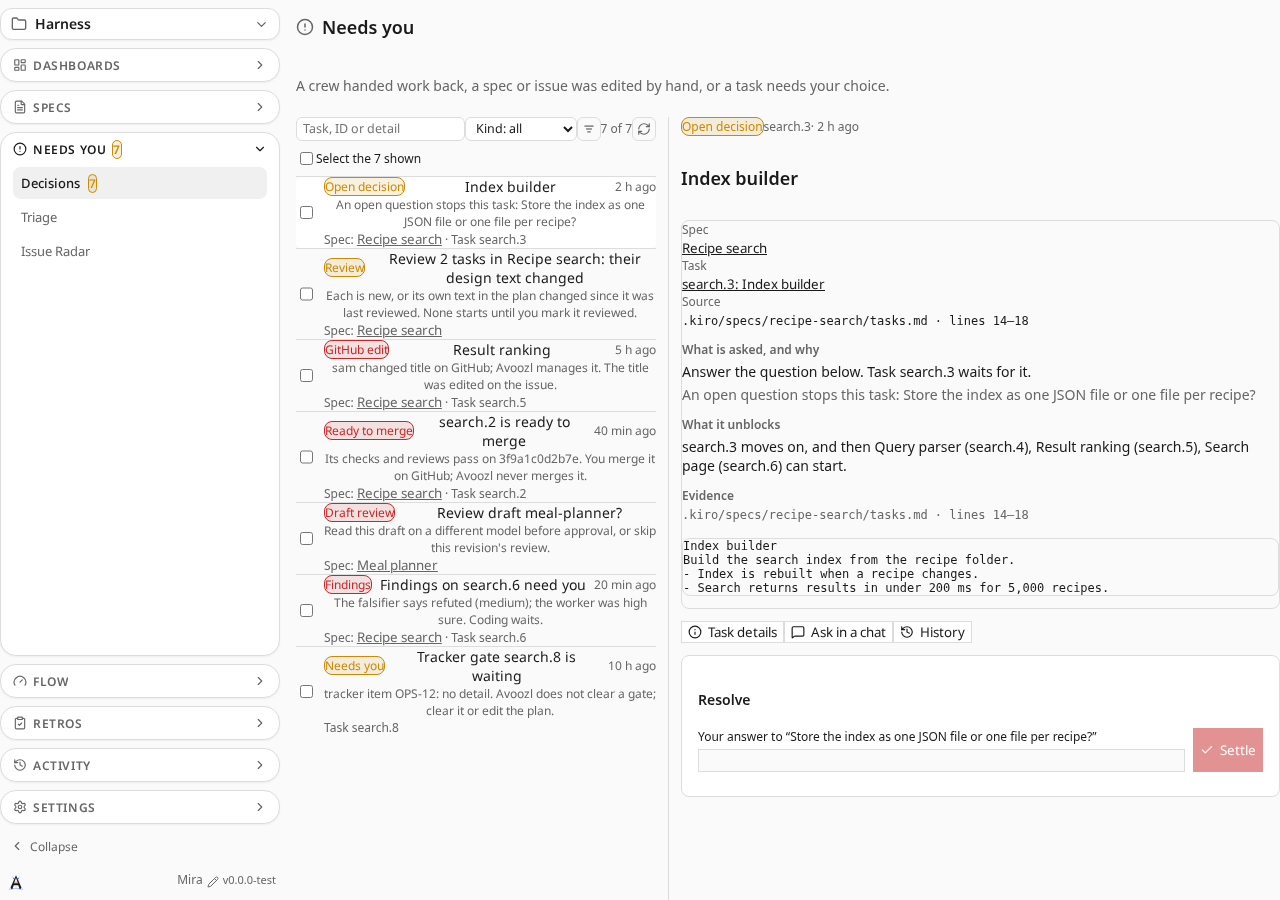 Harness
DASHBOARDS
SPECS
NEEDS YOU 7
Decisions 7
Triage
Issue Radar
FLOW
RETROS
ACTIVITY
SETTINGS
Collapse
Mira v0.0.0-test
Needs you
A crew handed work back, a spec or issue was edited by hand, or a task needs your choice.
Task, ID or detail
Kind: all
7 of 7
Select the 7 shown
Open decision Index builder 2 h ago
An open question stops this task: Store the index as one
JSON file or one file per recipe?
Spec: Recipe search · Task search.3
Review Review 2 tasks in Recipe search: their
design text changed
Each is new, or its own text in the plan changed since it was
last reviewed. None starts until you mark it reviewed.
Spec: Recipe search
GitHub edit Result ranking 5 h ago
sam changed title on GitHub; Avoozl manages it. The title
was edited on the issue.
Spec: Recipe search · Task search.5
Ready to merge search.2 is ready to
merge 40 min ago
Its checks and reviews pass on 3f9a1c0d2b7e. You merge it
on GitHub; Avoozl never merges it.
Spec: Recipe search · Task search.2
Draft review Review draft meal-planner?
Read this draft on a different model before approval, or skip
this revision's review.
Spec: Meal planner
Findings Findings on search.6 need you 20 min ago
The falsifier says refuted (medium); the worker was high
sure. Coding waits.
Spec: Recipe search · Task search.6
Needs you Tracker gate search.8 is
waiting 10 h ago
tracker item OPS-12: no detail. Avoozl does not clear a gate;
clear it or edit the plan.
Task search.8
Open decision search.3 · 2 h ago
Index builder
Spec
Recipe search
Task
search.3: Index builder
Source
.kiro/specs/recipe-search/tasks.md · lines 14–18
What is asked, and why
Answer the question below. Task search.3 waits for it.
An open question stops this task: Store the index as one JSON file or one file per recipe?
What it unblocks
search.3 moves on, and then Query parser (search.4), Result ranking (search.5), Search
page (search.6) can start.
Evidence
.kiro/specs/recipe-search/tasks.md · lines 14–18
Index builder
Build the search index from the recipe folder.
- Index is rebuilt when a recipe changes.
- Search returns results in under 200 ms for 5,000 recipes.
Task details
Ask in a chat
History
Resolve
Your answer to “Store the index as one JSON file or one file per recipe?”
Settle